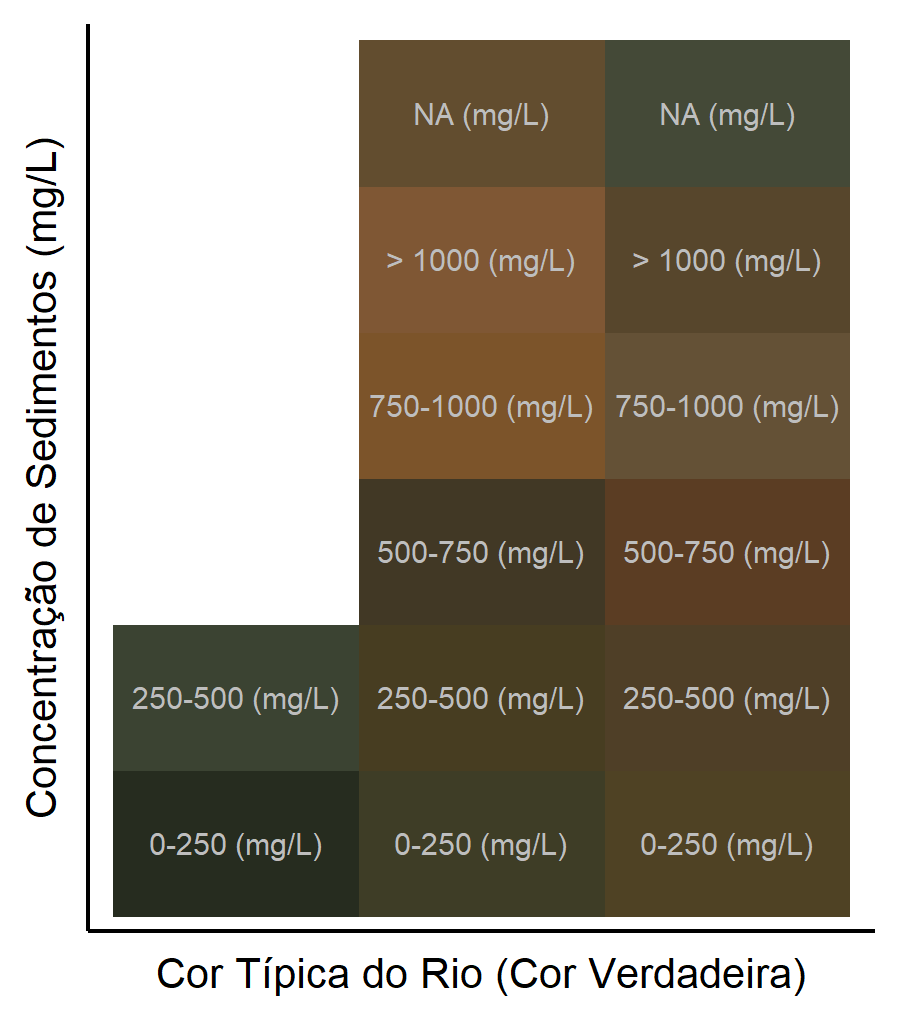 Concentração de Sedimentos (mg/L)
NA (mg/L) NA (mg/L)
> 1000 (mg/L) > 1000 (mg/L)
750-1000 (mg/L) 750-1000 (mg/L)
500-750 (mg/L) 500-750 (mg/L)
250-500 (mg/L) 250-500 (mg/L) 250-500 (mg/L)
0-250 (mg/L) 0-250 (mg/L) 0-250 (mg/L)
Cor Típica do Rio (Cor Verdadeira)